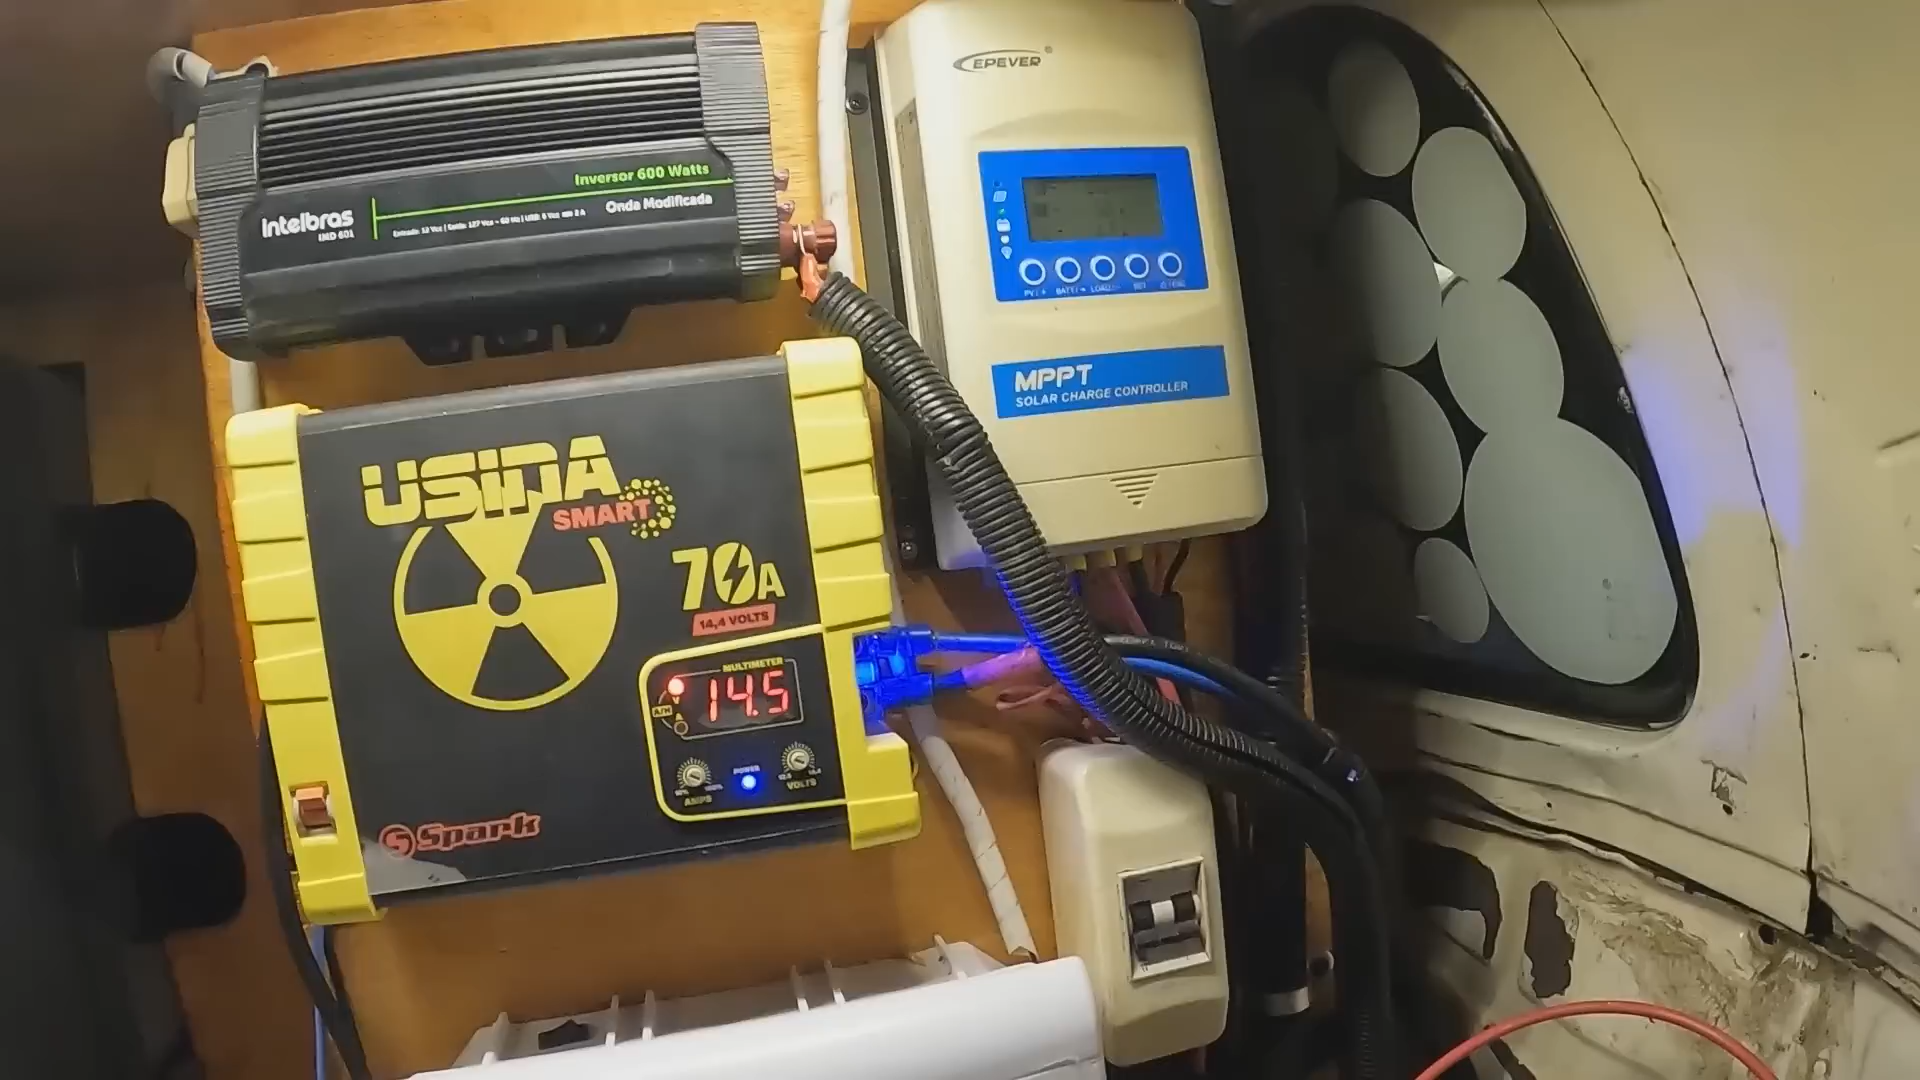 Inversor 600 Watts
intelbras
IMD 601
Onda Modificada
EPEVER
MPPT
SOLAR CHARGE CONTROLLER
USINA
SMART
70A
14,4 VOLTS
MULTIMETER
14.5
V
A/H
A
POWER
AMPS
VOLTS
Spark